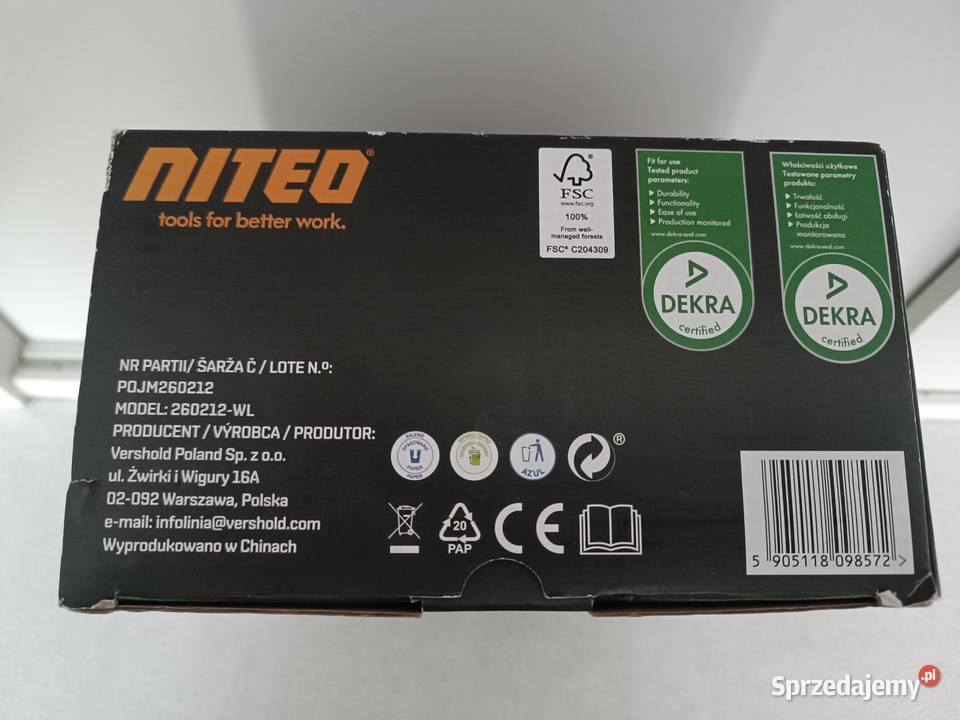 NITEO®
tools for better work.
FSC
www.fsc.org
100%
From well-
managed forests
FSC® C204309
Fit for use
Tested product
parameters:
Durability
Functionality
Ease of use
Production monitored
www.dekra-seal.com
DEKRA
certified
Właściwości użytkowe
Testowane parametry
produktu:
Trwałość
Funkcjonalność
Łatwość obsługi
Produkcja
monitorowana
www.dekra-seal.com
DEKRA
certified
NR PARTII/ ŠARŽA Č / LOTE N.º:
POJM260212
MODEL: 260212-WL
PRODUCENT / VÝROBCA / PRODUTOR:
Vershold Poland Sp. z o.o.
ul. Żwirki i Wigury 16A
02-092 Warszawa, Polska
e-mail: infolinia@vershold.com
Wyprodukowano w Chinach
OPAKOWANIE
PAPIER
AZUL
®
20
PAP
CE
5 905118 098572 >
Sprzedajemy.pl